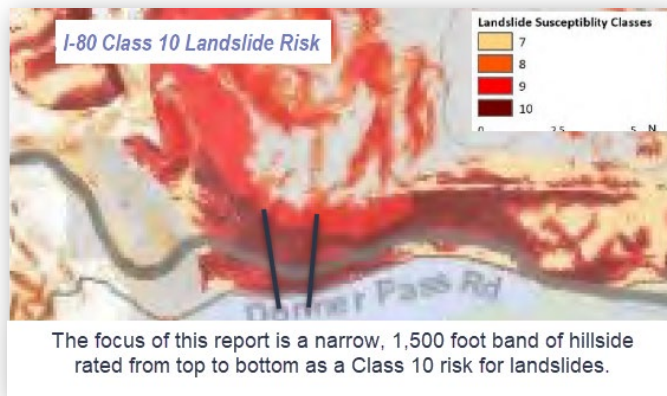 I-80 Class 10 Landslide Risk
Landslide Susceptiblity Classes
7
8
9
10
0 2.5 5 N
Donner Pass Rd
The focus of this report is a narrow, 1,500 foot band of hillside
rated from top to bottom as a Class 10 risk for landslides.